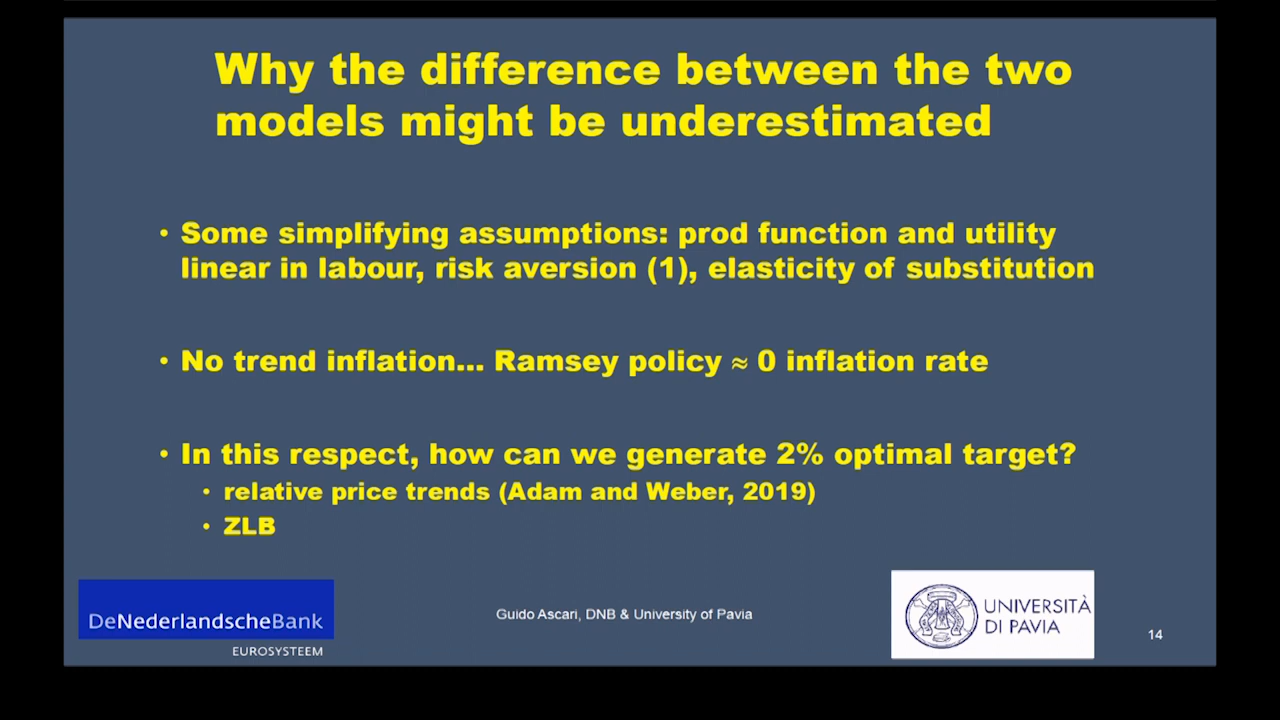 Why the difference between the two
models might be underestimated
• Some simplifying assumptions: prod function and utility
linear in labour, risk aversion (1), elasticity of substitution
• No trend inflation... Ramsey policy ≈ 0 inflation rate
• In this respect, how can we generate 2% optimal target?
• relative price trends (Adam and Weber, 2019)
• ZLB
DeNederlandscheBank
EUROSYSTEEM
Guido Ascari, DNB & University of Pavia
UNIVERSITÀ
DI PAVIA
14